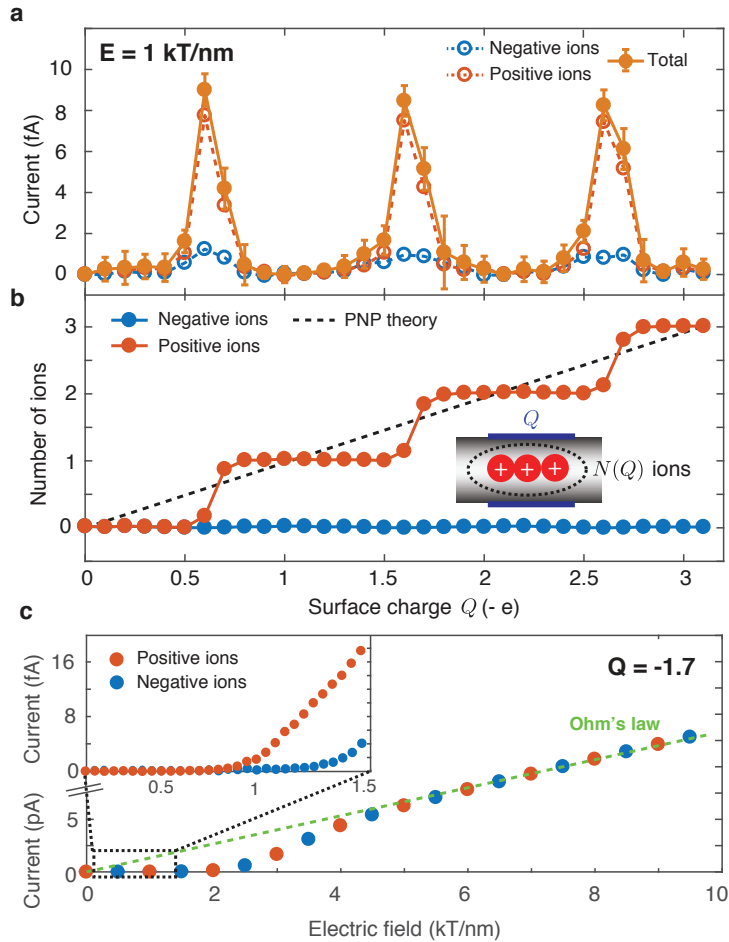 a
E = 1 kT/nm
Negative ions
Positive ions
Total
10
8
6
4
2
0
Current (fA)
b
Negative ions
Positive ions
PNP theory
3
2
1
0
Number of ions
Q
+ + +
N(Q) ions
0 0.5 1 1.5 2 2.5 3
Surface charge Q (- e)
c
16
8
0
Current (fA)
Positive ions
Negative ions
0.5 1 1.5
Q = -1.7
Ohm's law
5
0
Current (pA)
0 2 4 6 8 10
Electric field (kT/nm)